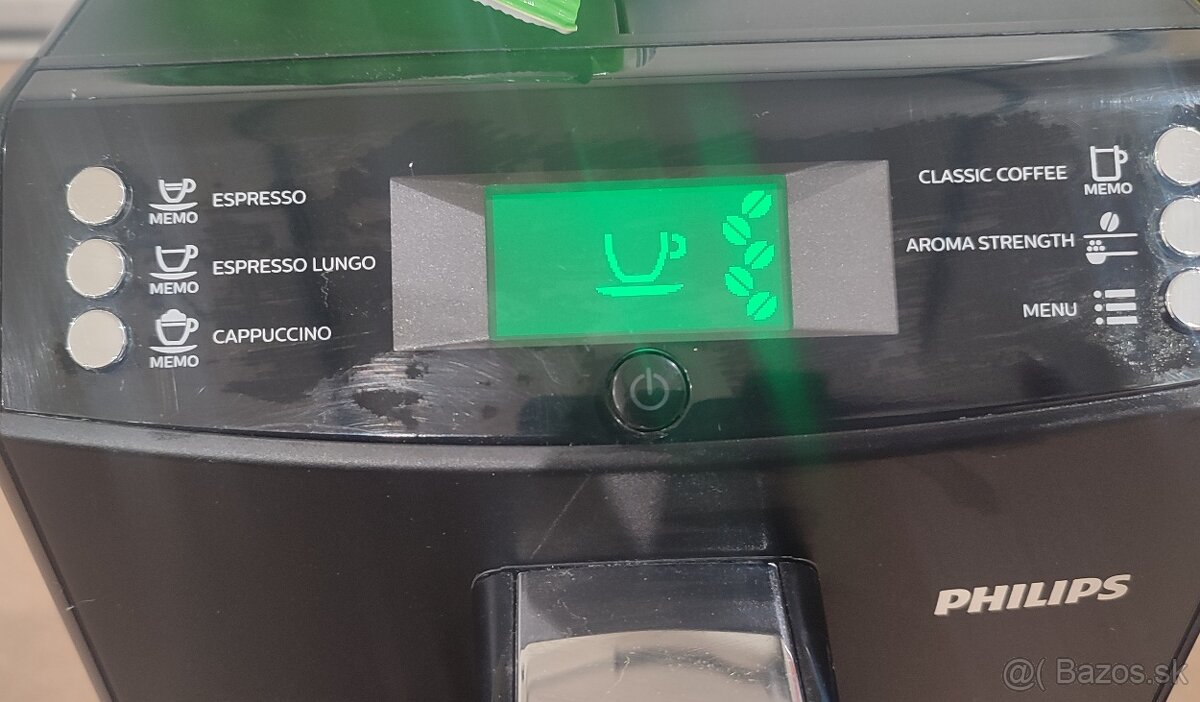 ESPRESSO
MEMO
ESPRESSO LUNGO
MEMO
CAPPUCCINO
MEMO
CLASSIC COFFEE
MEMO
AROMA STRENGTH
MENU
PHILIPS
@( Bazos.sk